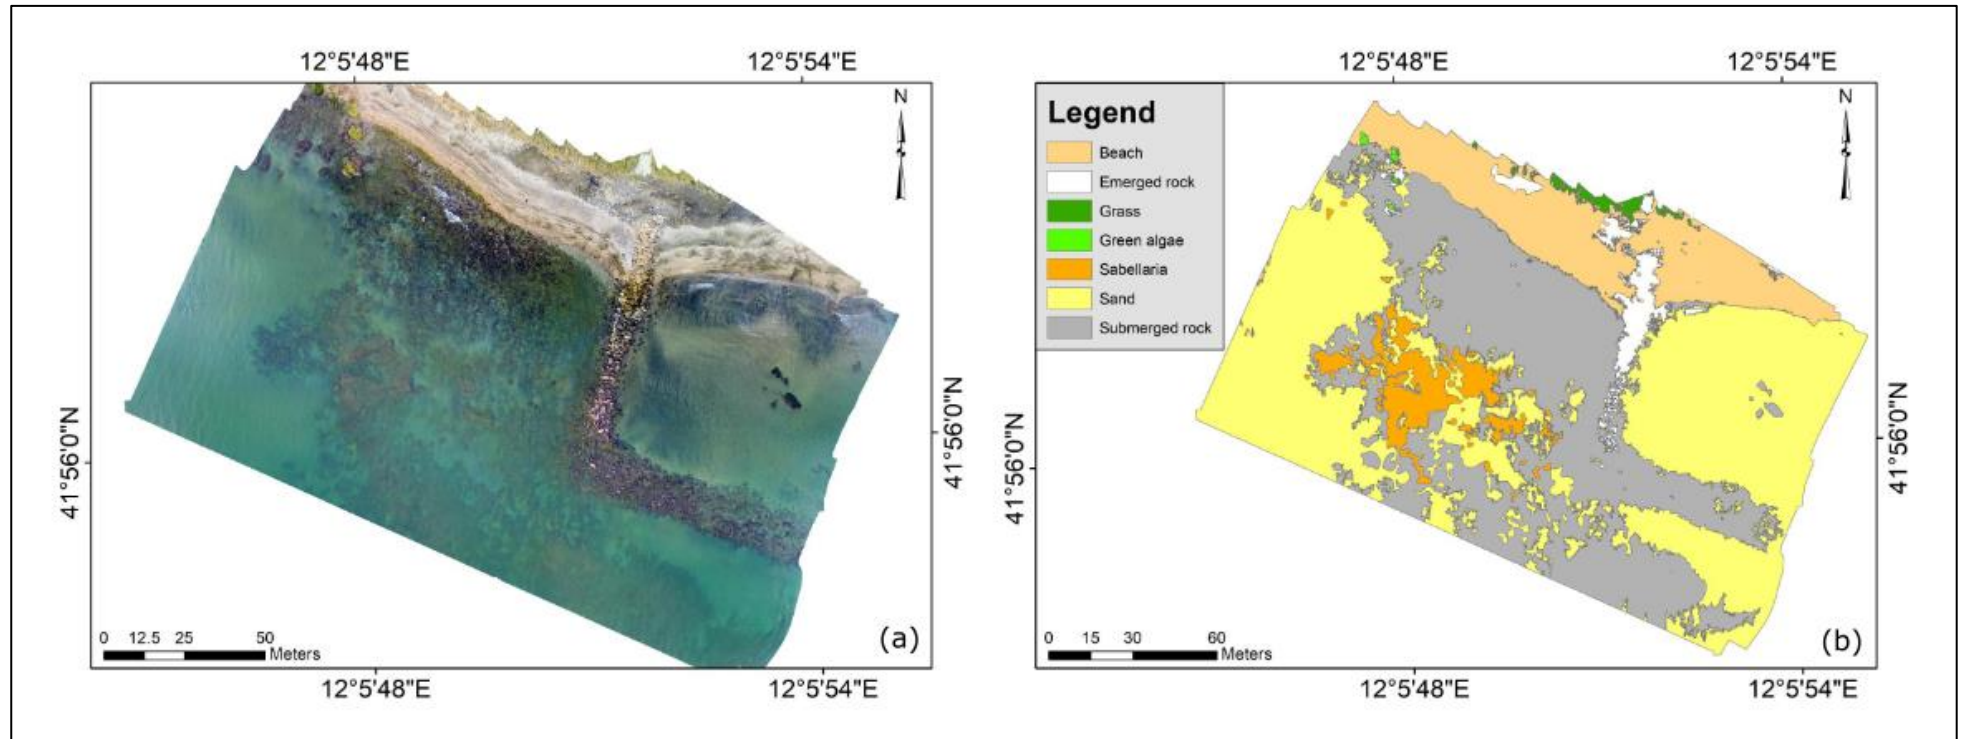 12°5'48"E 12°5'54"E
N
41°56'0"N
41°56'0"N
0 12.5 25 50
Meters
(a)
12°5'48"E 12°5'54"E
12°5'48"E 12°5'54"E
Legend
Beach
Emerged rock
Grass
Green algae
Sabellaria
Sand
Submerged rock
N
41°56'0"N
41°56'0"N
0 15 30 60
Meters
(b)
12°5'48"E 12°5'54"E